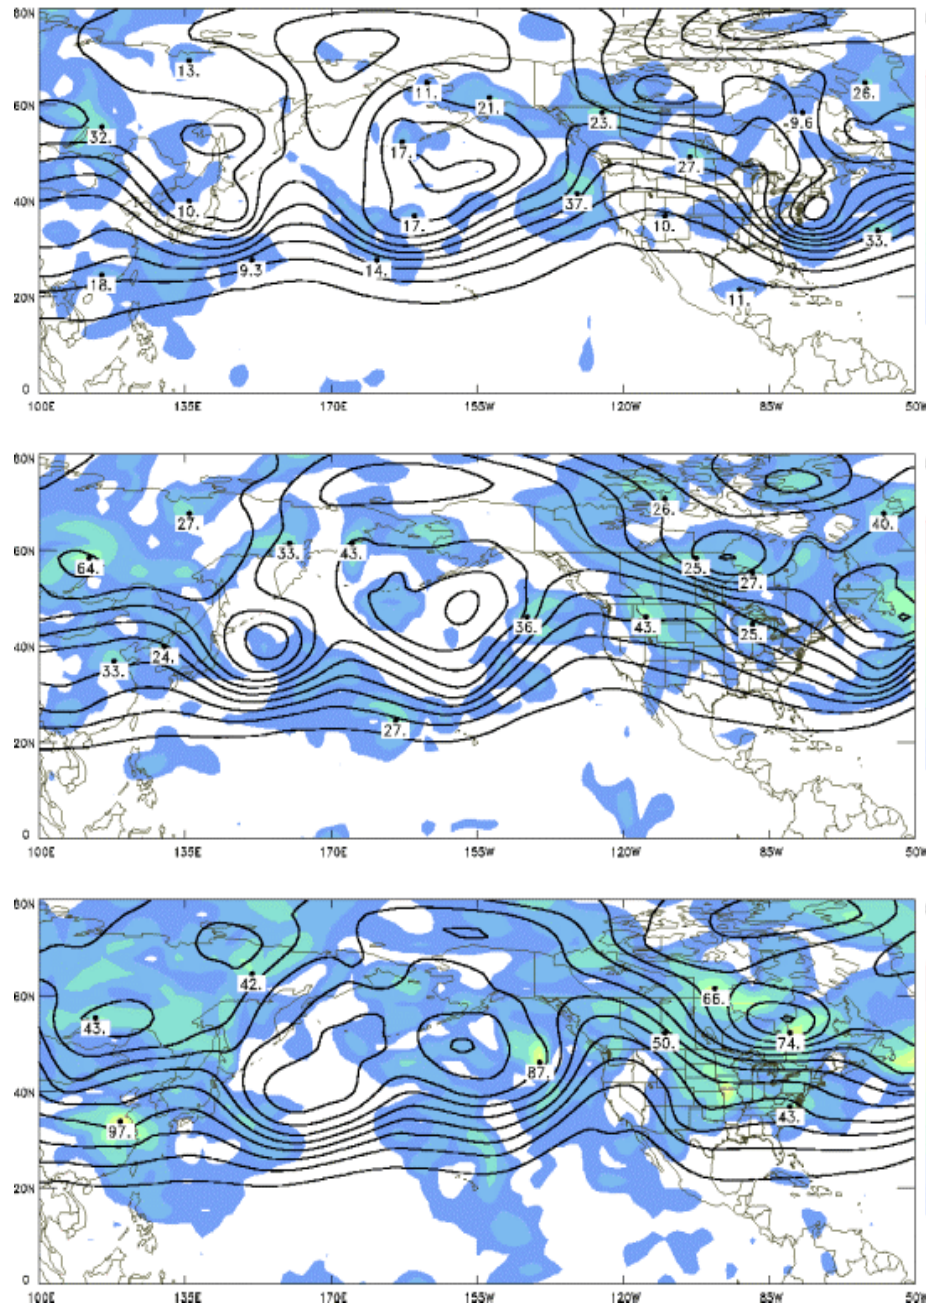 80N
13.
11.
21.
26.
60N
32.
23.
-9.6
17.
27.
40N
10.
37.
17.
10.
33.
9.3
14.
18.
11.
20N
0
100E 135E 170E 155W 120W 85W 50W
80N
27.
26.
40.
33.
43.
60N
64.
25.
27.
36.
43.
25.
40N
24.
33.
27.
20N
0
100E 135E 170E 155W 120W 85W 50W
80N
42.
66.
60N
43.
50.
74.
87.
40N
43.
97.
20N
0
100E 135E 170E 155W 120W 85W 50W